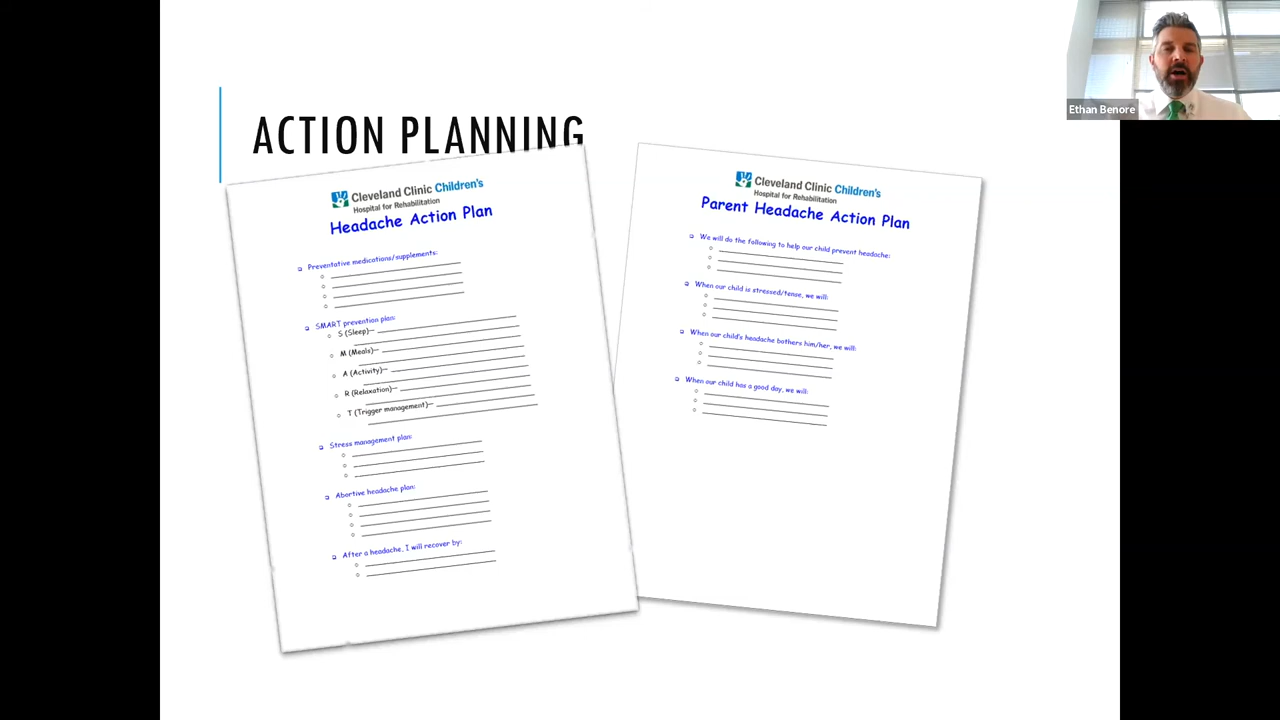 Ethan Benore
ACTION PLANNING
Cleveland Clinic Children's
Hospital for Rehabilitation
Headache Action Plan
Preventative medications/supplements:
SMART prevention plan:
S (Sleep)—
M (Meals)—
A (Activity)—
R (Relaxation)—
T (Trigger management)—
Stress management plan:
Abortive headache plan:
After a headache, I will recover by:
Cleveland Clinic Children's
Hospital for Rehabilitation
Parent Headache Action Plan
We will do the following to help our child prevent headache:
When our child is stressed/tense, we will:
When our child's headache bothers him/her, we will:
When our child has a good day, we will: